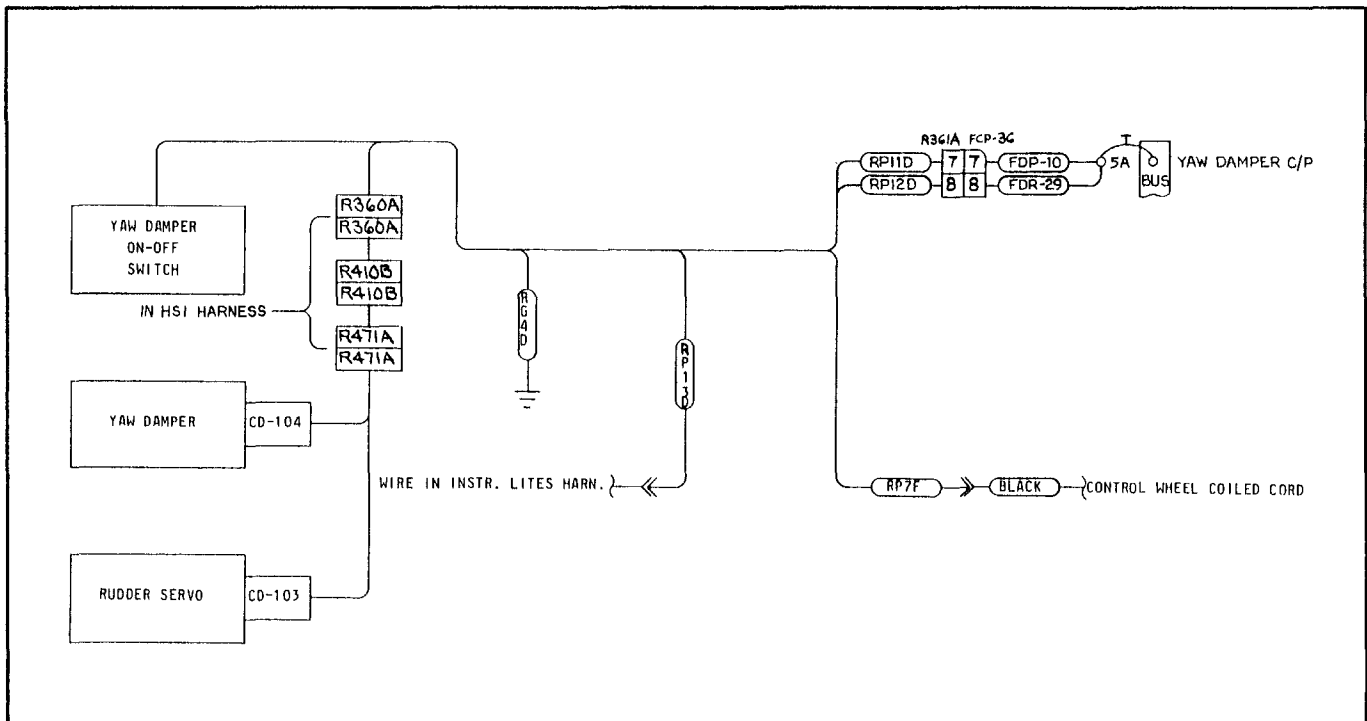 R361A FCP-36
RP11D 7 7 FDP-10 5A BUS YAW DAMPER C/P
RP12D 8 8 FDR-29
YAW DAMPER
ON-OFF
SWITCH
R360A
R360A
R410B
R410B
IN HSI HARNESS
R471A
R471A
RG4D
RP13D
YAW DAMPER CD-104
WIRE IN INSTR. LITES HARN.
RP7F BLACK CONTROL WHEEL COILED CORD
RUDDER SERVO CD-103